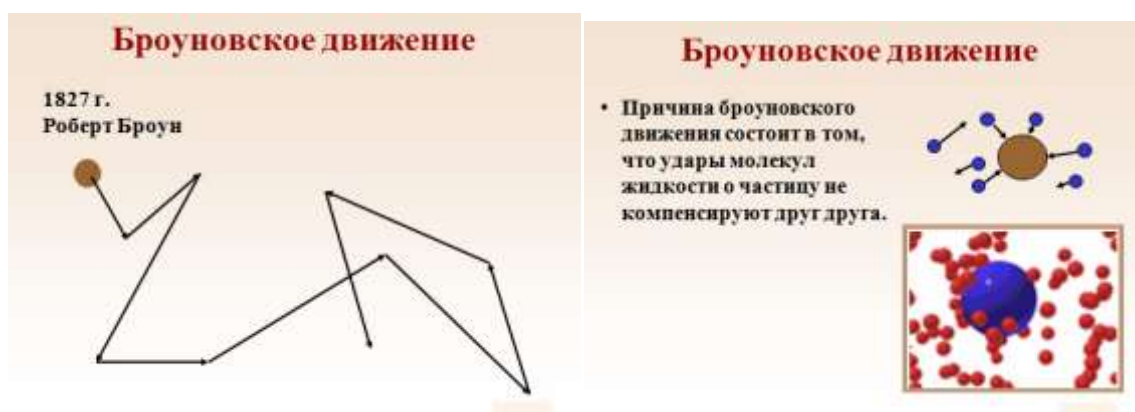 Броуновское движение
1827 г.
Роберт Броун
Броуновское движение
• Причина броуновского
движения состоит в том,
что удары молекул
жидкости о частицу не
компенсируют друг друга.